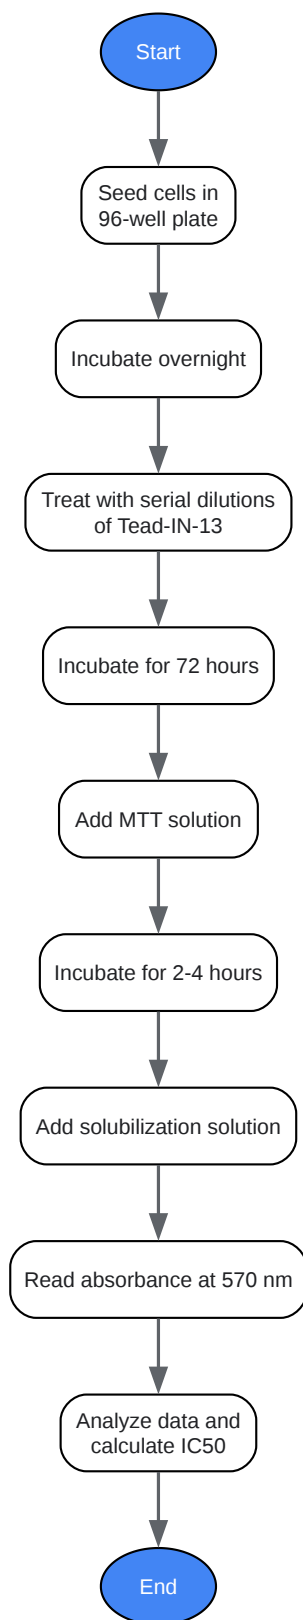 Start
Seed cells in
96-well plate
Incubate overnight
Treat with serial dilutions
of Tead-IN-13
Incubate for 72 hours
Add MTT solution
Incubate for 2-4 hours
Add solubilization solution
Read absorbance at 570 nm
Analyze data and
calculate IC50
End